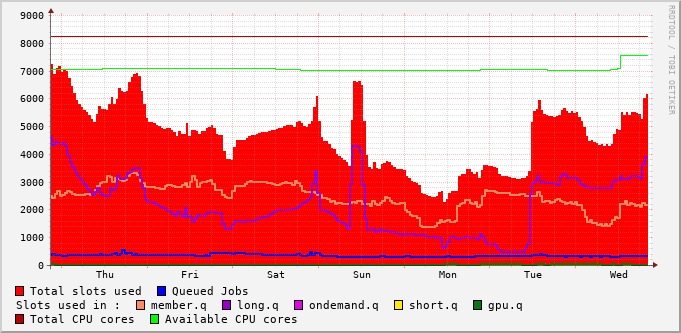 9000
8000
7000
6000
5000
4000
3000
2000
1000
0
Thu Fri Sat Sun Mon Tue Wed
RRDTOOL / TOBI OETIKER
Total slots used Queued Jobs
Slots used in : member.q long.q ondemand.q short.q gpu.q
Total CPU cores Available CPU cores